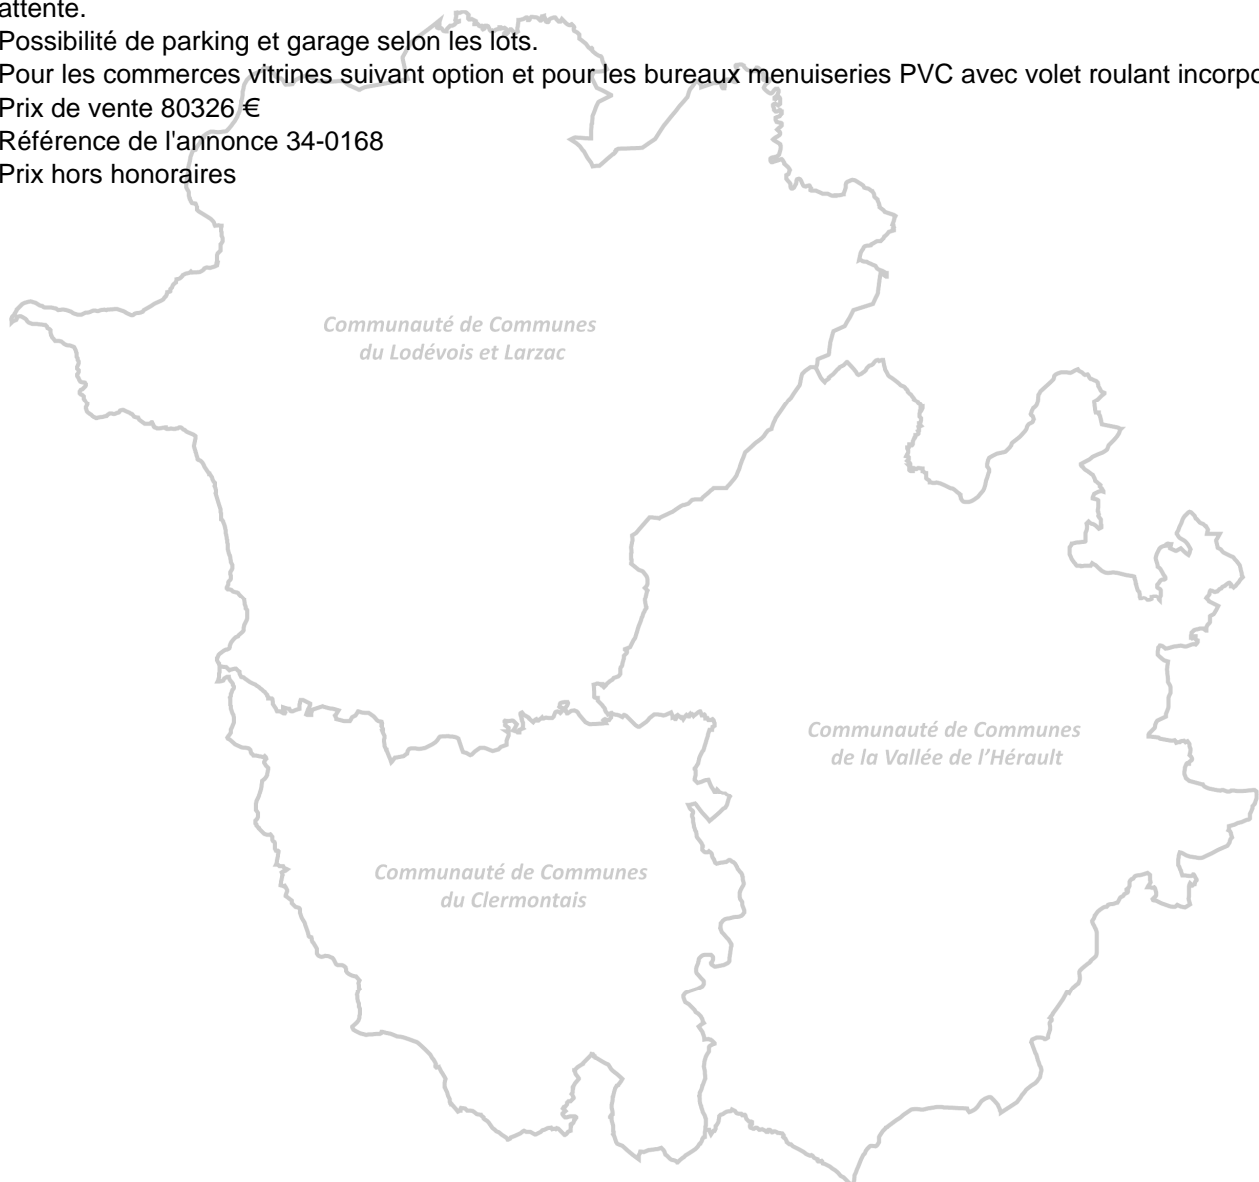 attente.
Possibilité de parking et garage selon les lots.
Pour les commerces vitrines suivant option et pour les bureaux menuiseries PVC avec volet roulant incorpo
Prix de vente 80326 €
Référence de l'annonce 34-0168
Prix hors honoraires
Communauté de Communes
du Lodévois et Larzac
Communauté de Communes
de la Vallée de l’Hérault
Communauté de Communes
du Clermontais